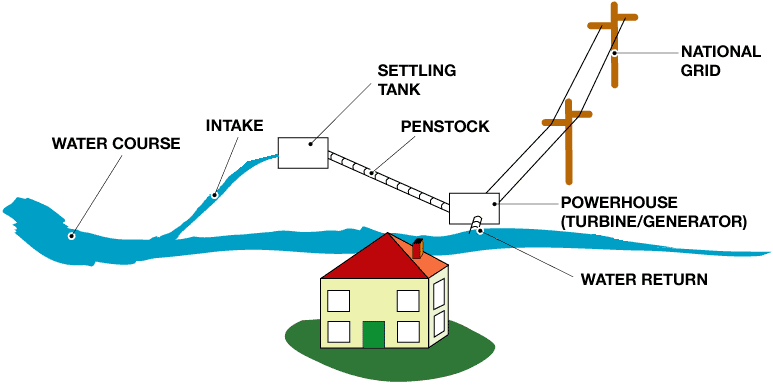 NATIONAL
GRID
SETTLING
TANK
INTAKE
PENSTOCK
WATER COURSE
POWERHOUSE
(TURBINE/GENERATOR)
WATER RETURN